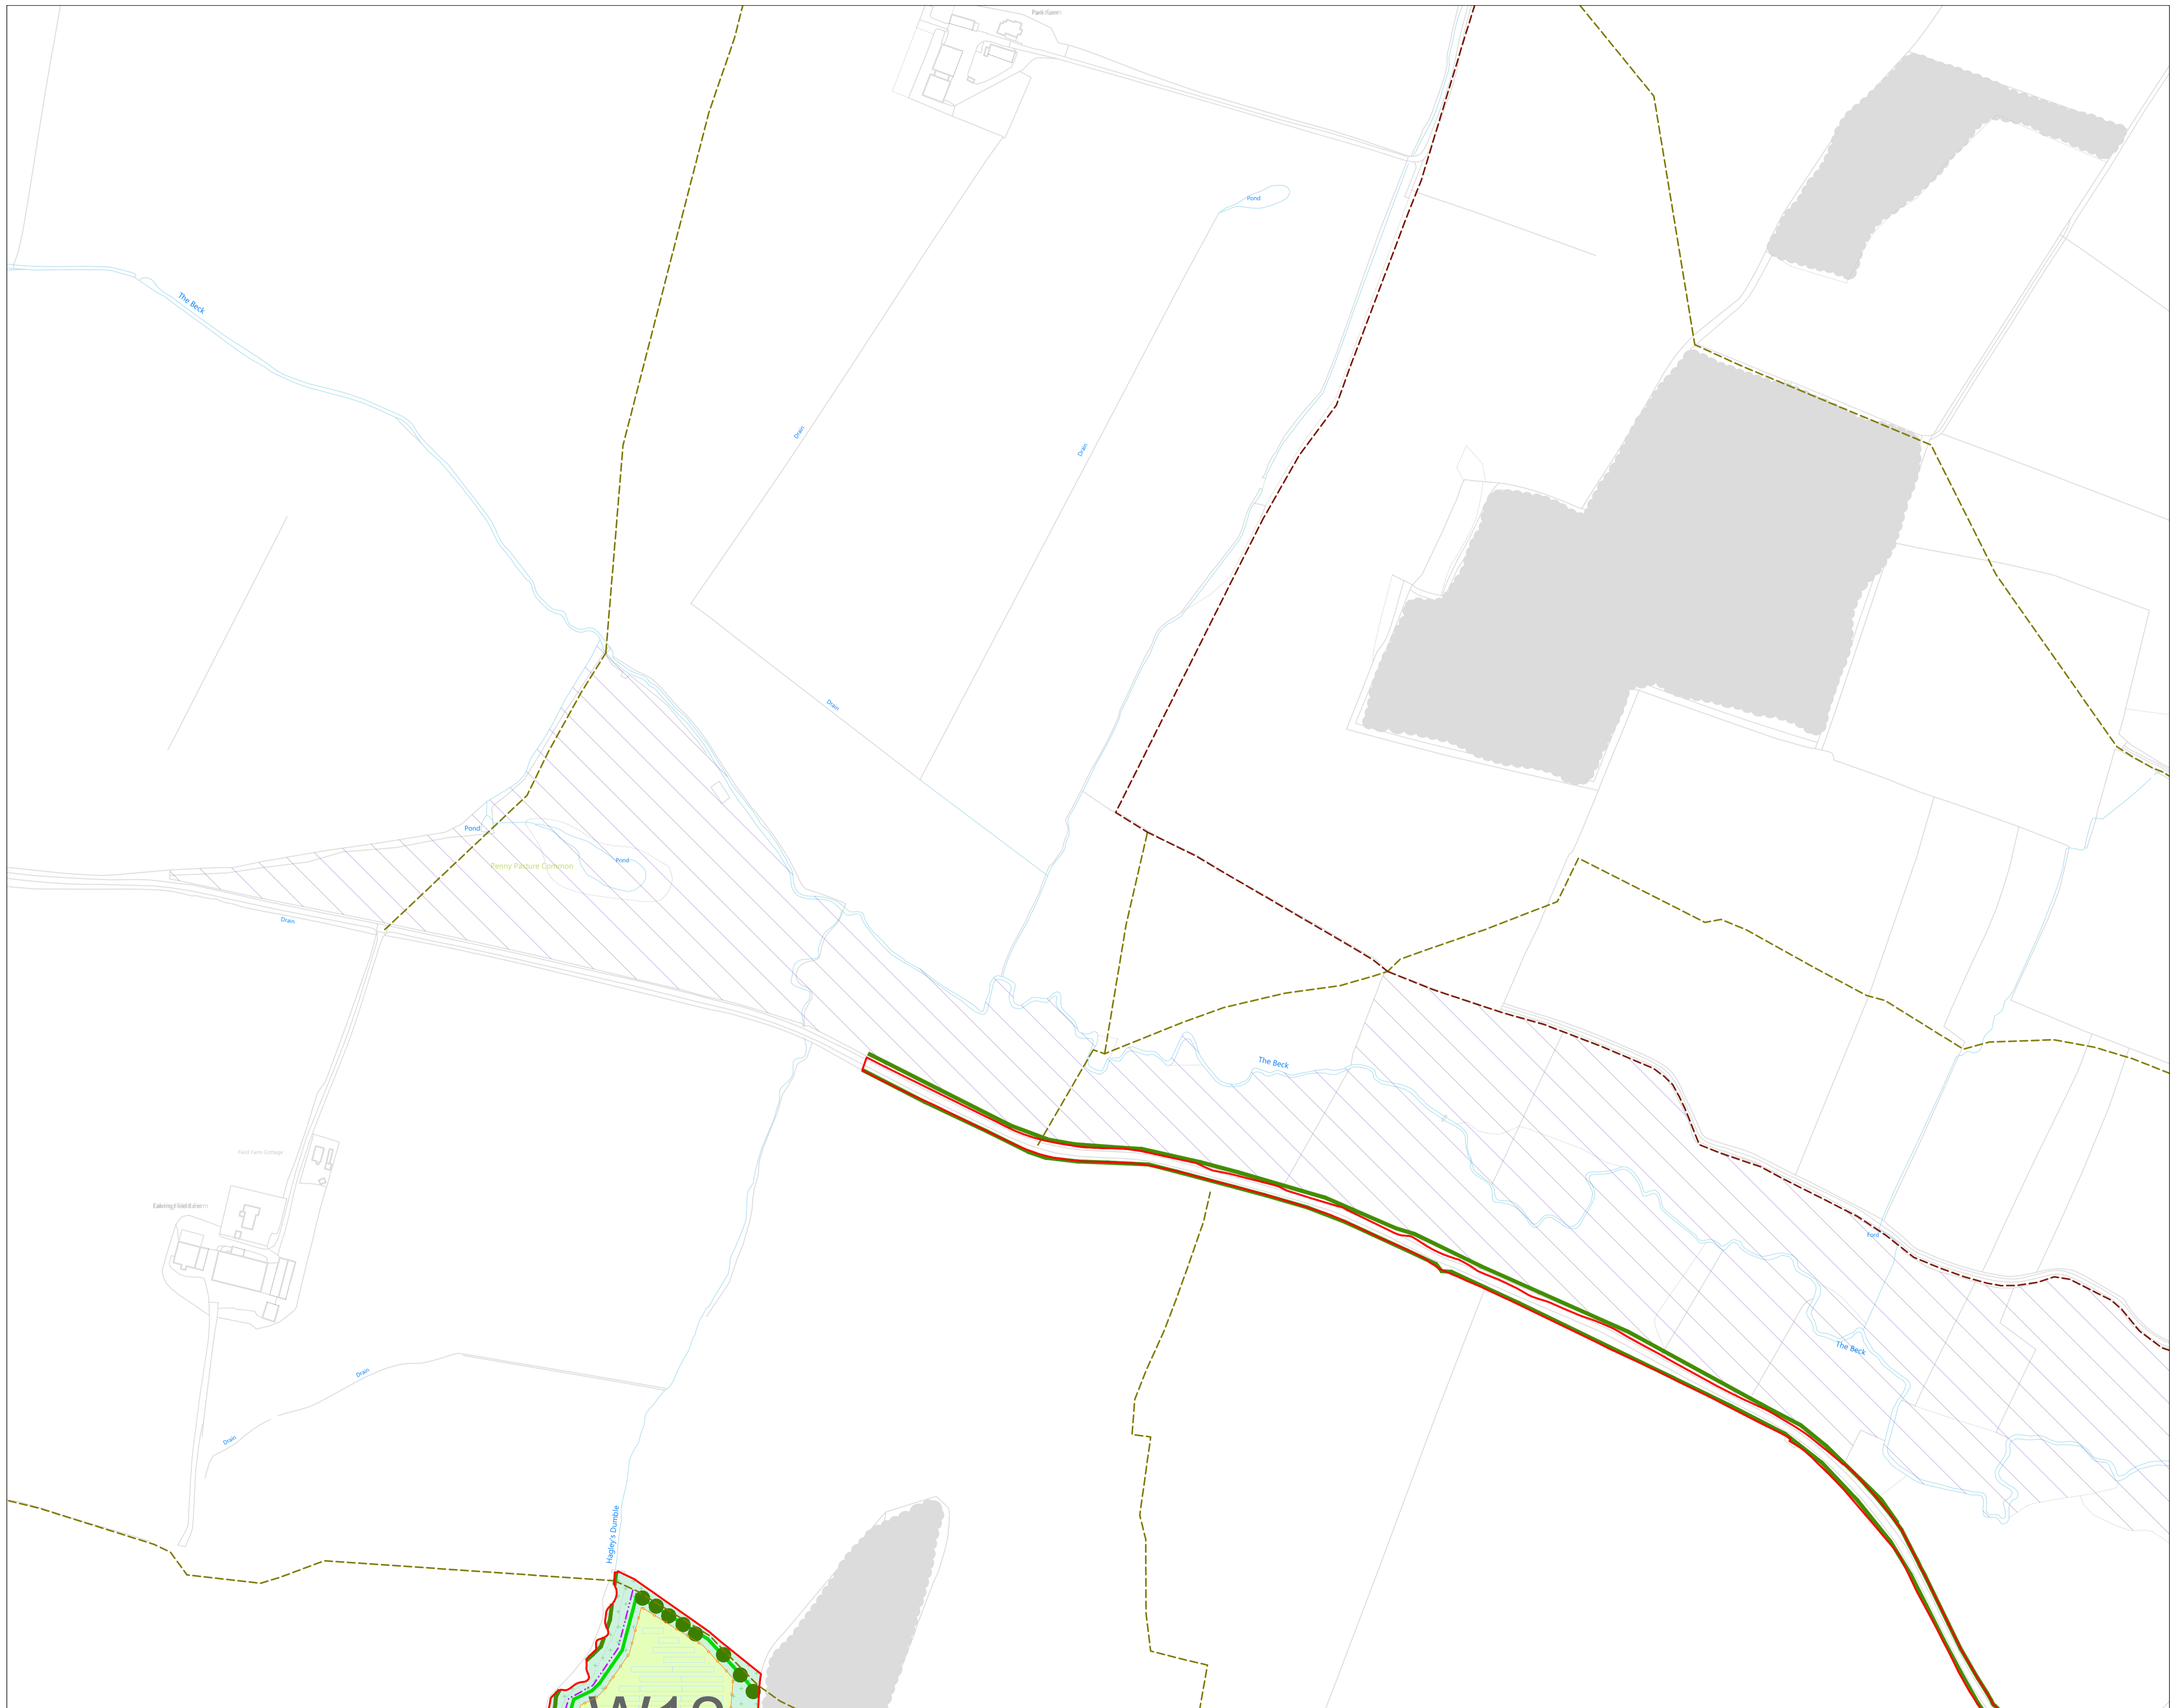 Park Farm
Pond
The Beck
Drain
Drain
Drain
Pond
Pond
Penny Pasture Common
Drain
The Beck
Field Farm Cottage
Ford
The Beck
Drain
Drain
Hagley's Dumble